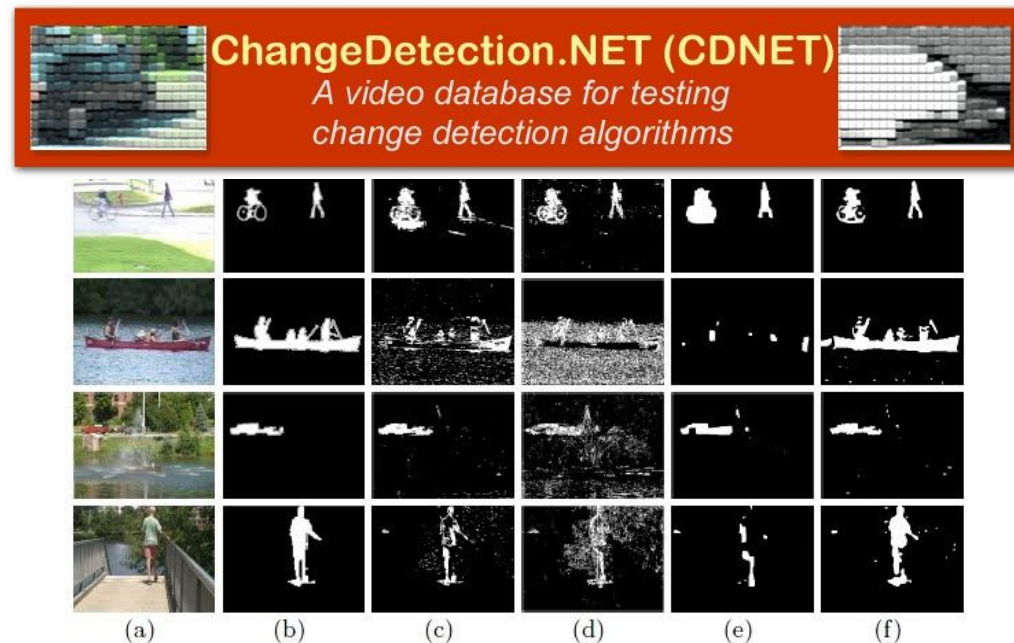 ChangeDetection.NET (CDNET)
A video database for testing
change detection algorithms
(a) (b) (c) (d) (e) (f)